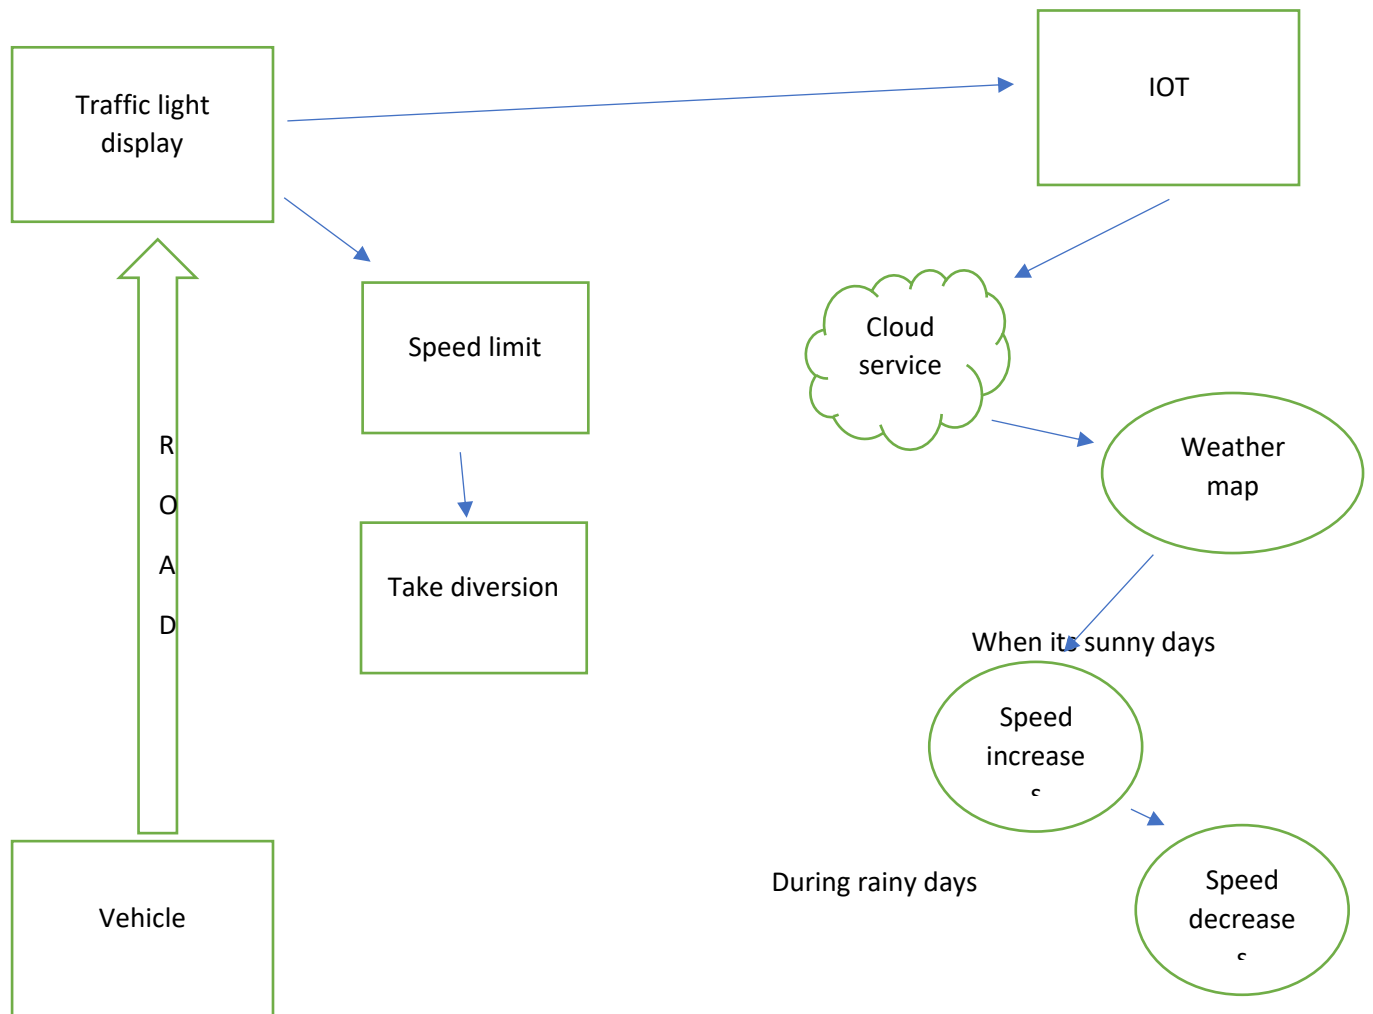 Traffic light
display
IOT
Speed limit
Cloud
service
Weather
map
R
O
A
D
Take diversion
When its sunny days
Speed
increase
s
During rainy days
Speed
decrease
s
Vehicle